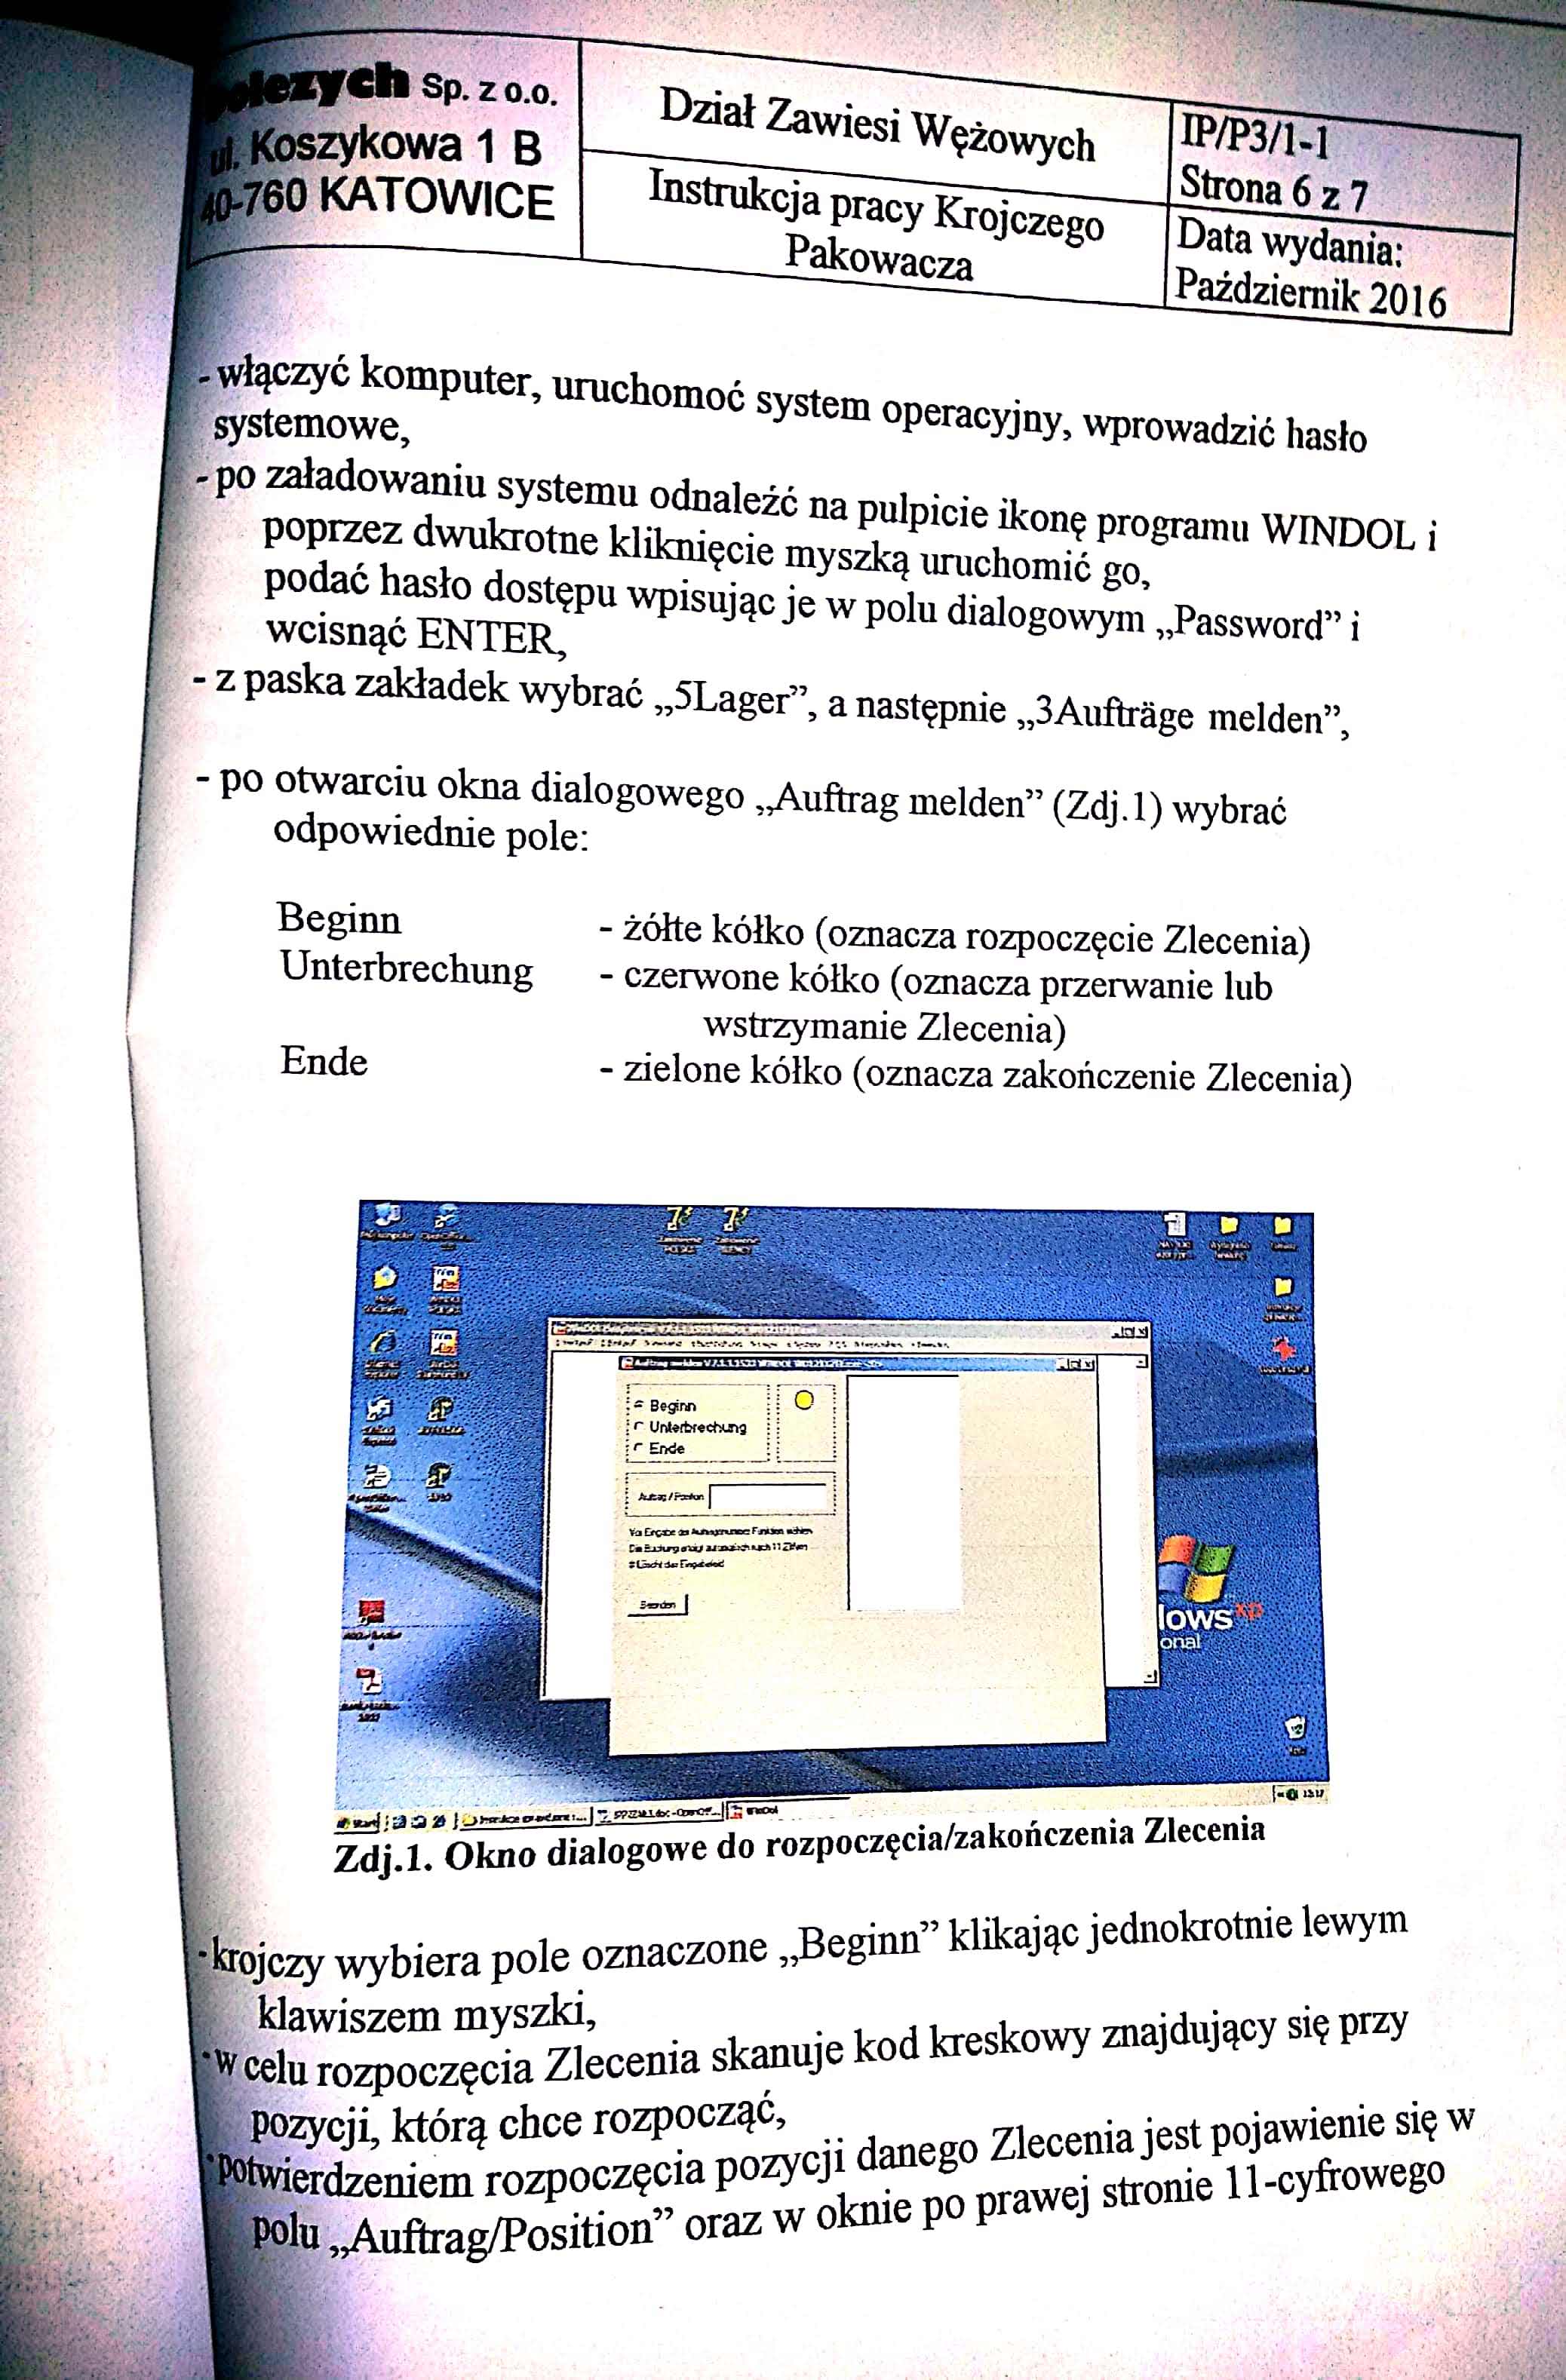 Sp. z o.o.
ul. Koszykowa 1 B
40-760 KATOWICE
Dział Zawiesi Wężowych
Instrukcja pracy Krojczego
Pakowacza
IP/P3/1-1
Strona 6 z 7
Data wydania:
Październik 2016
- włączyć komputer, uruchomoć system operacyjny, wprowadzić hasło
systemowe,
- po załadowaniu systemu odnaleźć na pulpicie ikonę programu WINDOL i
poprzez dwukrotne kliknięcie myszką uruchomić go,
podać hasło dostępu wpisując je w polu dialogowym „Password” i
wcisnąć ENTER,
- z paska zakładek wybrać „5Lager”, a następnie „3Aufträge melden”,
- po otwarciu okna dialogowego „Auftrag melden” (Zdj.1) wybrać
odpowiednie pole:
Beginn - żółte kółko (oznacza rozpoczęcie Zlecenia)
Unterbrechung - czerwone kółko (oznacza przerwanie lub
wstrzymanie Zlecenia)
Ende - zielone kółko (oznacza zakończenie Zlecenia)
Beginn
Unterbrechung
Ende
Auftrag / Position
Beenden
lows xp
onal
Start
WinDol
13:17
Zdj.1. Okno dialogowe do rozpoczęcia/zakończenia Zlecenia
- krojczy wybiera pole oznaczone „Beginn” klikając jednokrotnie lewym
klawiszem myszki,
- w celu rozpoczęcia Zlecenia skanuje kod kreskowy znajdujący się przy
pozycji, którą chce rozpocząć,
- potwierdzeniem rozpoczęcia pozycji danego Zlecenia jest pojawienie się w
polu „Auftrag/Position” oraz w oknie po prawej stronie 11-cyfrowego